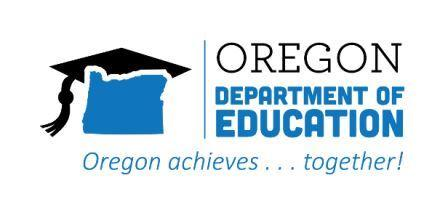 OREGON
DEPARTMENT OF
EDUCATION
Oregon achieves . . . together!